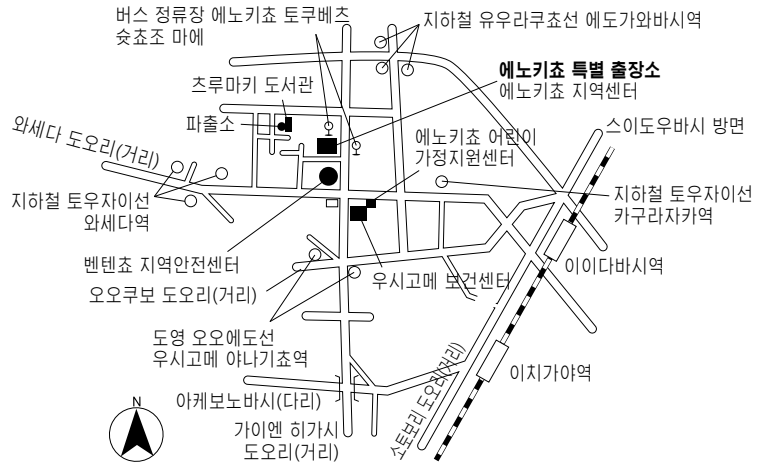 버스 정류장 에노키쵸 토쿠베츠
슛쵸조 마에
지하철 유우라쿠쵸선 에도가와바시역
에노키쵸 특별 출장소
에노키쵸 지역센터
츠루마키 도서관
파출소
와세다 도오리(거리)
에노키쵸 어린이
가정지원센터
스이도우바시 방면
지하철 토우자이선
와세다역
지하철 토우자이선
카구라자카역
벤텐쵸 지역안전센터
우시고메 보건센터
이이다바시역
오오쿠보 도오리(거리)
도영 오오에도선
우시고메 야나기쵸역
이치가야역
소토보리 도오리(거리)
아케보노바시(다리)
가이엔 히가시
도오리(거리)
N